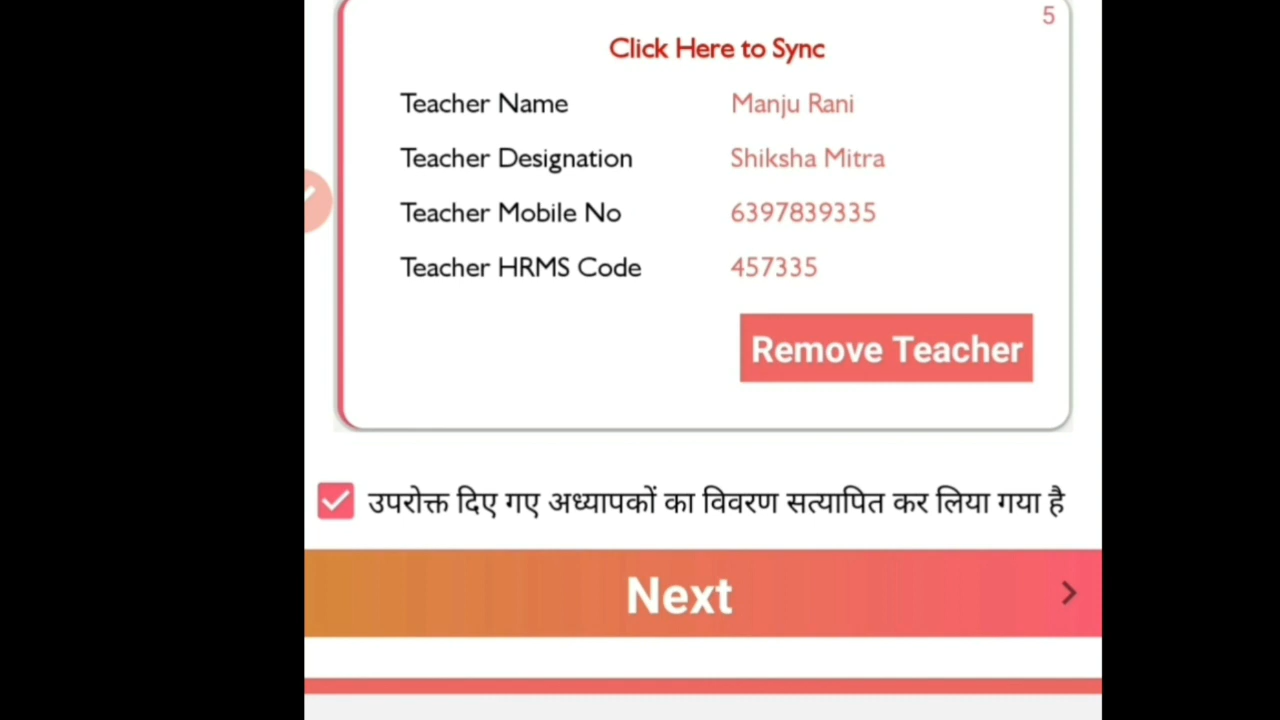 5
Click Here to Sync
Teacher Name Manju Rani
Teacher Designation Shiksha Mitra
Teacher Mobile No 6397839335
Teacher HRMS Code 457335
Remove Teacher
उपरोक्त दिए गए अध्यापकों का विवरण सत्यापित कर लिया गया है
Next